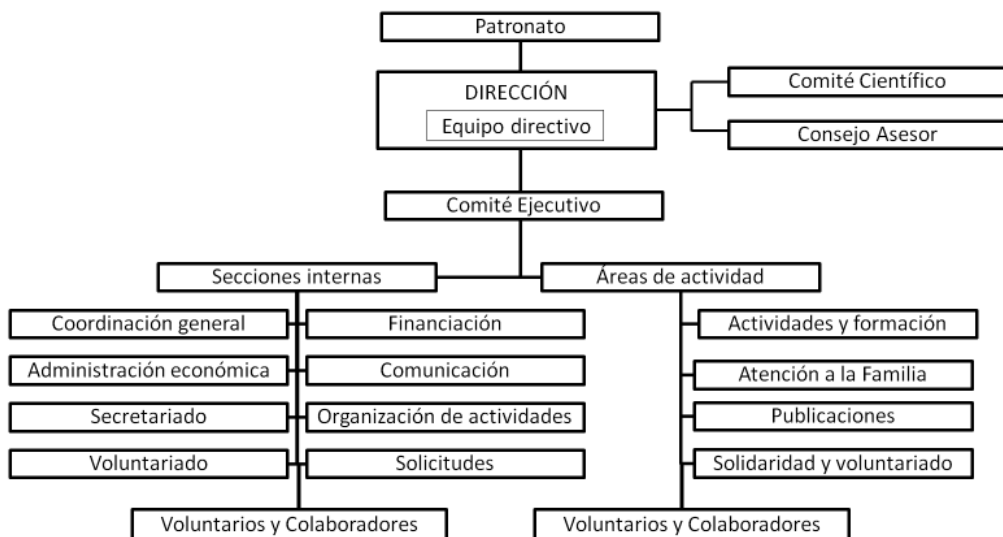 Patronato
DIRECCIÓN
Equipo directivo
Comité Científico
Consejo Asesor
Comité Ejecutivo
Secciones internas
Áreas de actividad
Coordinación general
Financiación
Actividades y formación
Administración económica
Comunicación
Atención a la Familia
Secretariado
Organización de actividades
Publicaciones
Voluntariado
Solicitudes
Solidaridad y voluntariado
Voluntarios y Colaboradores
Voluntarios y Colaboradores